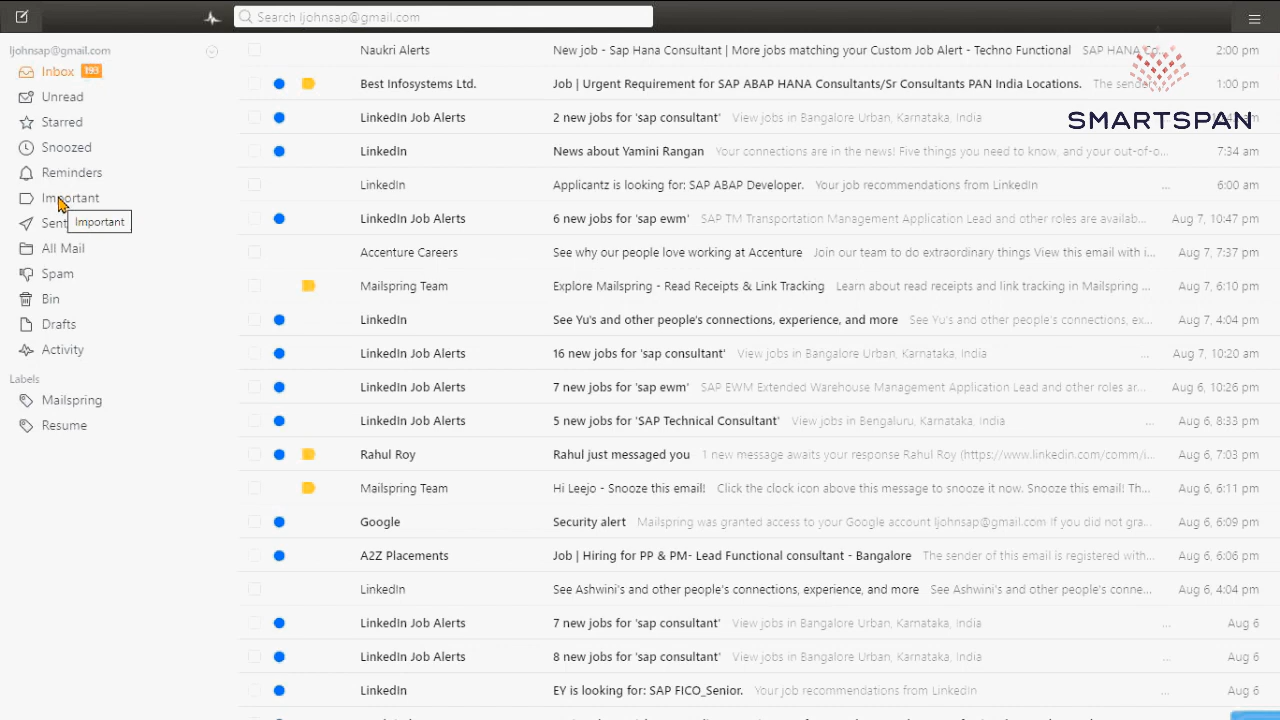 Search ljohnsap@gmail.com
ljohnsap@gmail.com
Inbox 193
Unread
Starred
Snoozed
Reminders
Important
Important
Sent
All Mail
Spam
Bin
Drafts
Activity
Labels
Mailspring
Resume
Naukri Alerts New job - Sap Hana Consultant | More jobs matching your Custom Job Alert - Techno Functional SAP HANA Co... 2:00 pm
Best Infosystems Ltd. Job | Urgent Requirement for SAP ABAP HANA Consultants/Sr Consultants PAN India Locations. The sende 1:00 pm
SMARTSPAN
LinkedIn Job Alerts 2 new jobs for 'sap consultant' View jobs in Bangalore Urban, Karnataka, India
LinkedIn News about Yamini Rangan Your connections are in the news! Five things you need to know, and your out-of-o... 7:34 am
LinkedIn Applicantz is looking for: SAP ABAP Developer. Your job recommendations from LinkedIn ... 6:00 am
LinkedIn Job Alerts 6 new jobs for 'sap ewm' SAP TM Transportation Management Application Lead and other roles are availab... Aug 7, 10:47 pm
Accenture Careers See why our people love working at Accenture Join our team to do extraordinary things View this email with i... Aug 7, 7:37 pm
Mailspring Team Explore Mailspring - Read Receipts & Link Tracking Learn about read receipts and link tracking in Mailspring ... Aug 7, 6:10 pm
LinkedIn See Yu's and other people's connections, experience, and more See Yu's and other people's connections, ex... Aug 7, 4:04 pm
LinkedIn Job Alerts 16 new jobs for 'sap consultant' View jobs in Bangalore Urban, Karnataka, India ... Aug 7, 10:20 am
LinkedIn Job Alerts 7 new jobs for 'sap ewm' SAP EWM Extended Warehouse Management Application Lead and other roles ar... Aug 6, 10:26 pm
LinkedIn Job Alerts 5 new jobs for 'SAP Technical Consultant' View jobs in Bengaluru, Karnataka, India ... Aug 6, 8:33 pm
Rahul Roy Rahul just messaged you 1 new message awaits your response Rahul Roy (https://www.linkedin.com/comm/i... Aug 6, 7:03 pm
Mailspring Team Hi Leejo - Snooze this email! Click the clock icon above this message to snooze it now. Snooze this email! Th... Aug 6, 6:11 pm
Google Security alert Mailspring was granted access to your Google account ljohnsap@gmail.com If you did not gra... Aug 6, 6:09 pm
A2Z Placements Job | Hiring for PP & PM- Lead Functional consultant - Bangalore The sender of this email is registered with... Aug 6, 6:06 pm
LinkedIn See Ashwini's and other people's connections, experience, and more See Ashwini's and other people's conne... Aug 6, 4:04 pm
LinkedIn Job Alerts 7 new jobs for 'sap consultant' View jobs in Bangalore Urban, Karnataka, India ... Aug 6
LinkedIn Job Alerts 8 new jobs for 'sap consultant' View jobs in Bangalore Urban, Karnataka, India ... Aug 6
LinkedIn EY is looking for: SAP FICO_Senior. Your job recommendations from LinkedIn ... Aug 6